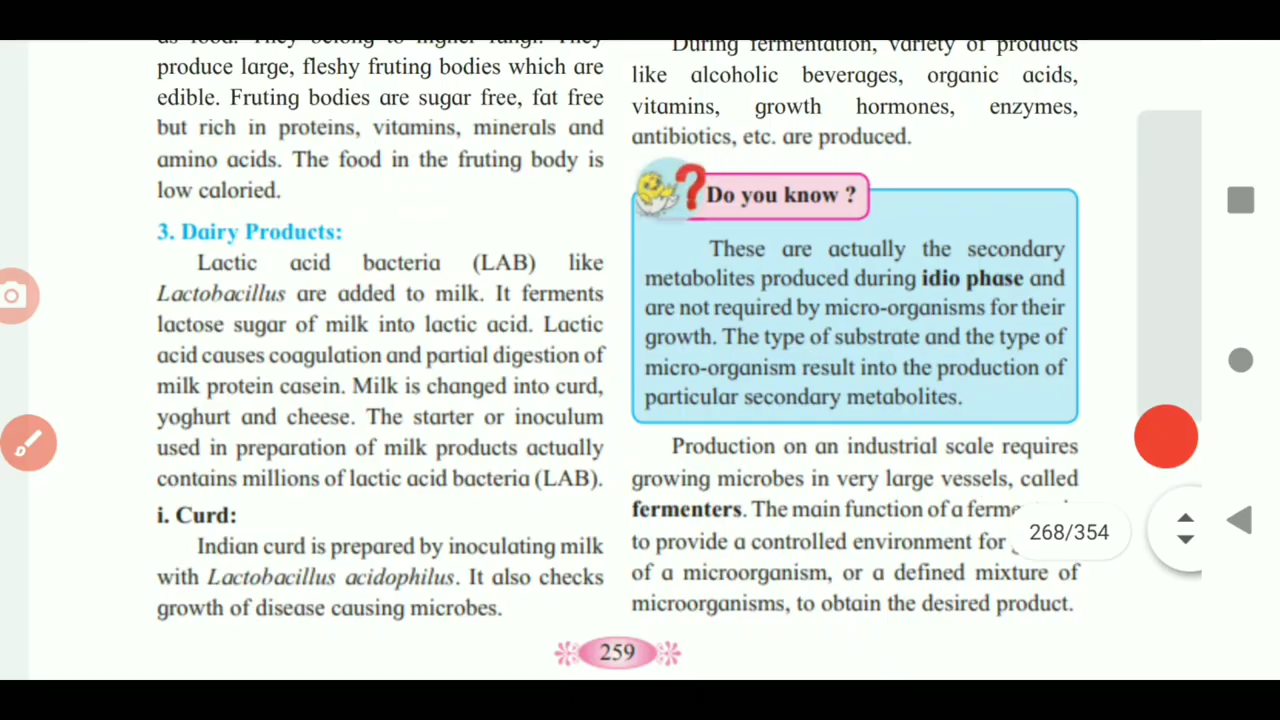 as food. They belong to higher fungi. They
produce large, fleshy fruting bodies which are
edible. Fruting bodies are sugar free, fat free
but rich in proteins, vitamins, minerals and
amino acids. The food in the fruting body is
low caloried.
3. Dairy Products:
Lactic acid bacteria (LAB) like
Lactobacillus are added to milk. It ferments
lactose sugar of milk into lactic acid. Lactic
acid causes coagulation and partial digestion of
milk protein casein. Milk is changed into curd,
yoghurt and cheese. The starter or inoculum
used in preparation of milk products actually
contains millions of lactic acid bacteria (LAB).
i. Curd:
Indian curd is prepared by inoculating milk
with Lactobacillus acidophilus. It also checks
growth of disease causing microbes.
During fermentation, variety of products
like alcoholic beverages, organic acids,
vitamins, growth hormones, enzymes,
antibiotics, etc. are produced.
? Do you know ?
These are actually the secondary
metabolites produced during idio phase and
are not required by micro-organisms for their
growth. The type of substrate and the type of
micro-organism result into the production of
particular secondary metabolites.
Production on an industrial scale requires
growing microbes in very large vessels, called
fermenters. The main function of a
to provide a controlled environment for
of a microorganism, or a defined mixture of
microorganisms, to obtain the desired product.
268/354
259